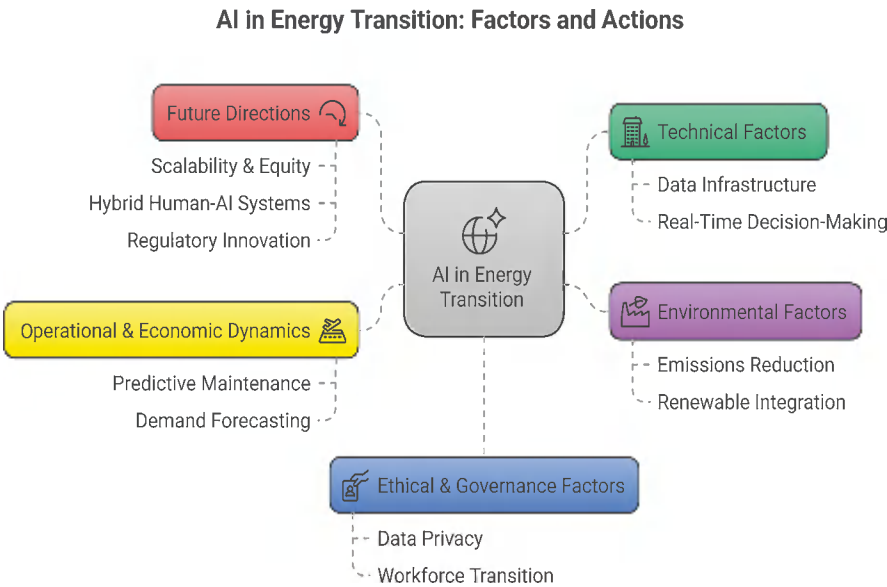 AI in Energy Transition: Factors and Actions
Future Directions
Scalability & Equity
Hybrid Human-AI Systems
Regulatory Innovation
Technical Factors
Data Infrastructure
Real-Time Decision-Making
AI in Energy
Transition
Operational & Economic Dynamics
Predictive Maintenance
Demand Forecasting
Environmental Factors
Emissions Reduction
Renewable Integration
Ethical & Governance Factors
Data Privacy
Workforce Transition